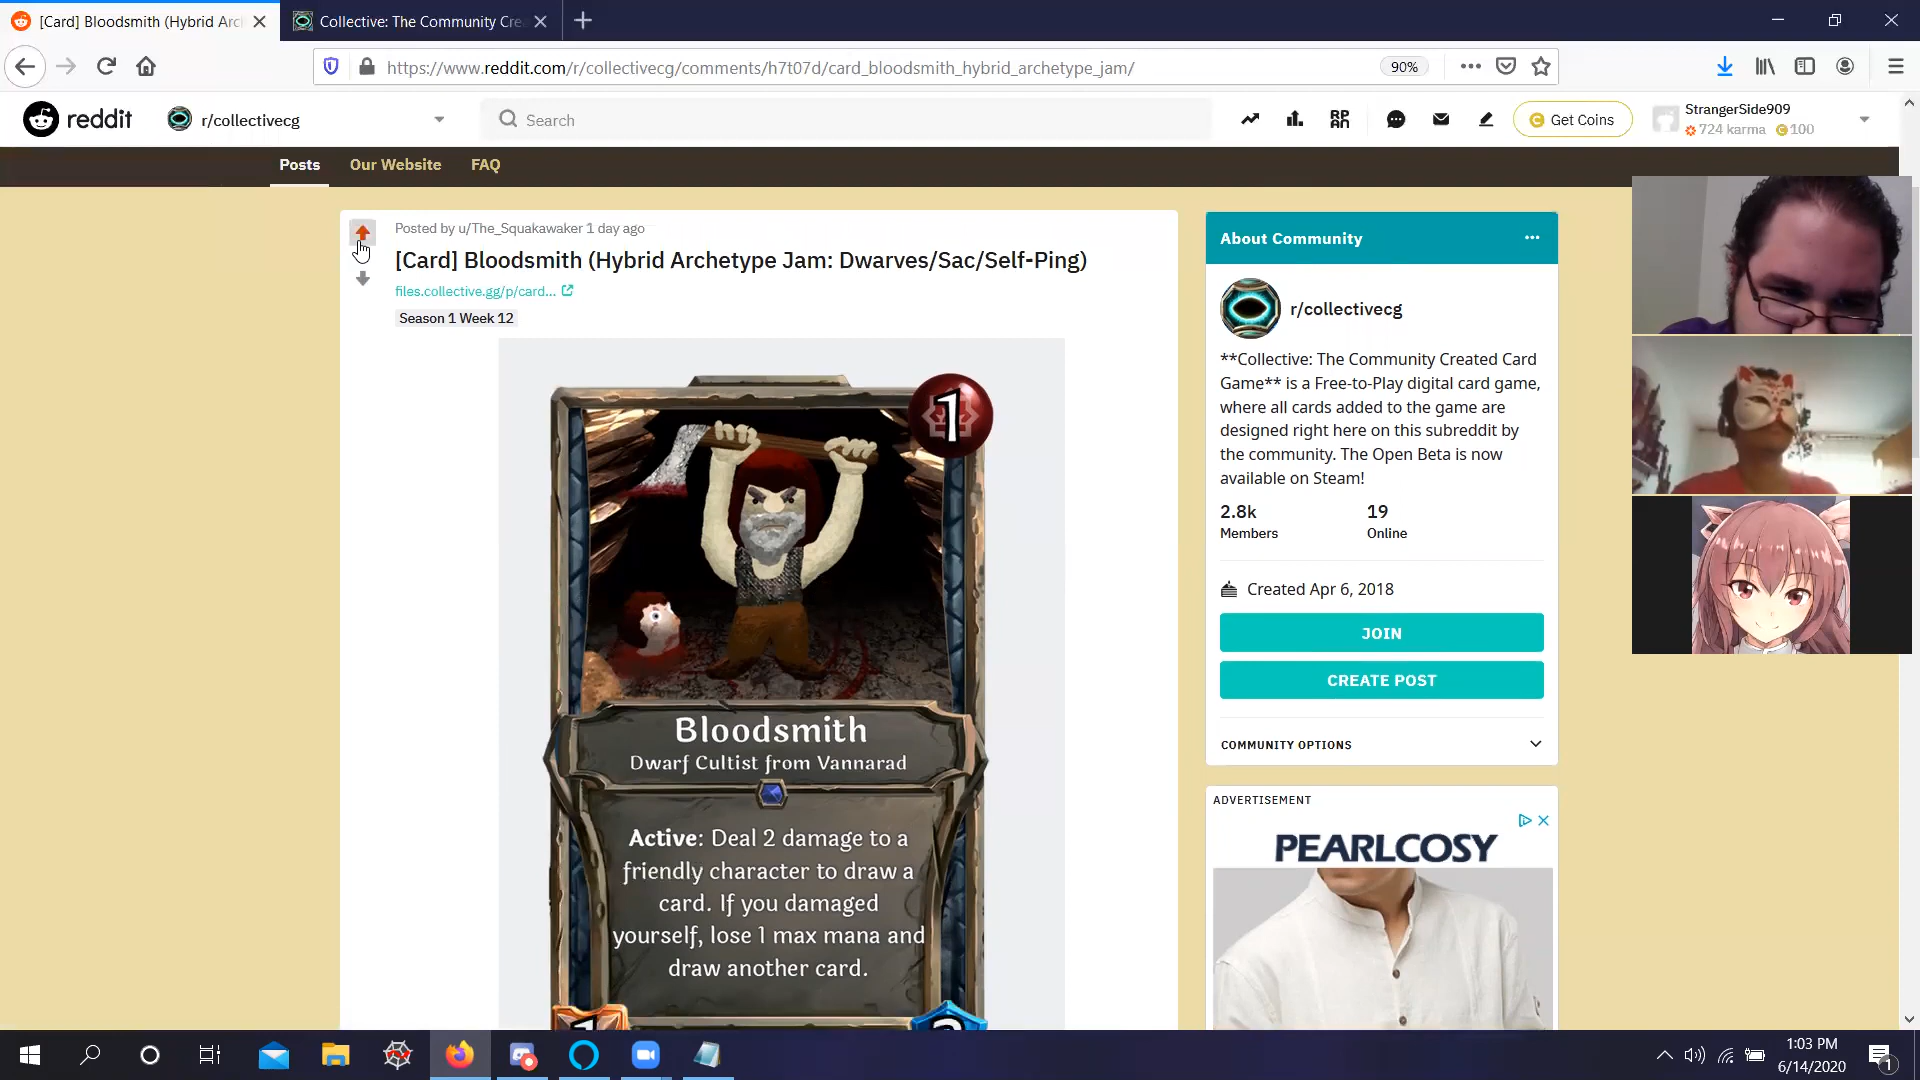 [Card] Bloodsmith (Hybrid Arc
Collective: The Community Cre
https://www.reddit.com/r/collectivecg/comments/h7t07d/card_bloodsmith_hybrid_archetype_jam/
90%
reddit
r/collectivecg
Search
RPAN
Get Coins
StrangerSide909
724 karma 100
Posts
Our Website
FAQ
Posted by u/The_Squakawaker 1 day ago
[Card] Bloodsmith (Hybrid Archetype Jam: Dwarves/Sac/Self-Ping)
files.collective.gg/p/card...
Season 1 Week 12
1
Bloodsmith
Dwarf Cultist from Vannarad
Active: Deal 2 damage to a
friendly character to draw a
card. If you damaged
yourself, lose 1 max mana and
draw another card.
About Community
r/collectivecg
**Collective: The Community Created Card
Game** is a Free-to-Play digital card game,
where all cards added to the game are
designed right here on this subreddit by
the community. The Open Beta is now
available on Steam!
2.8k
Members
19
Online
Created Apr 6, 2018
JOIN
CREATE POST
COMMUNITY OPTIONS
ADVERTISEMENT
PEARLCOSY
1:03 PM
6/14/2020
1